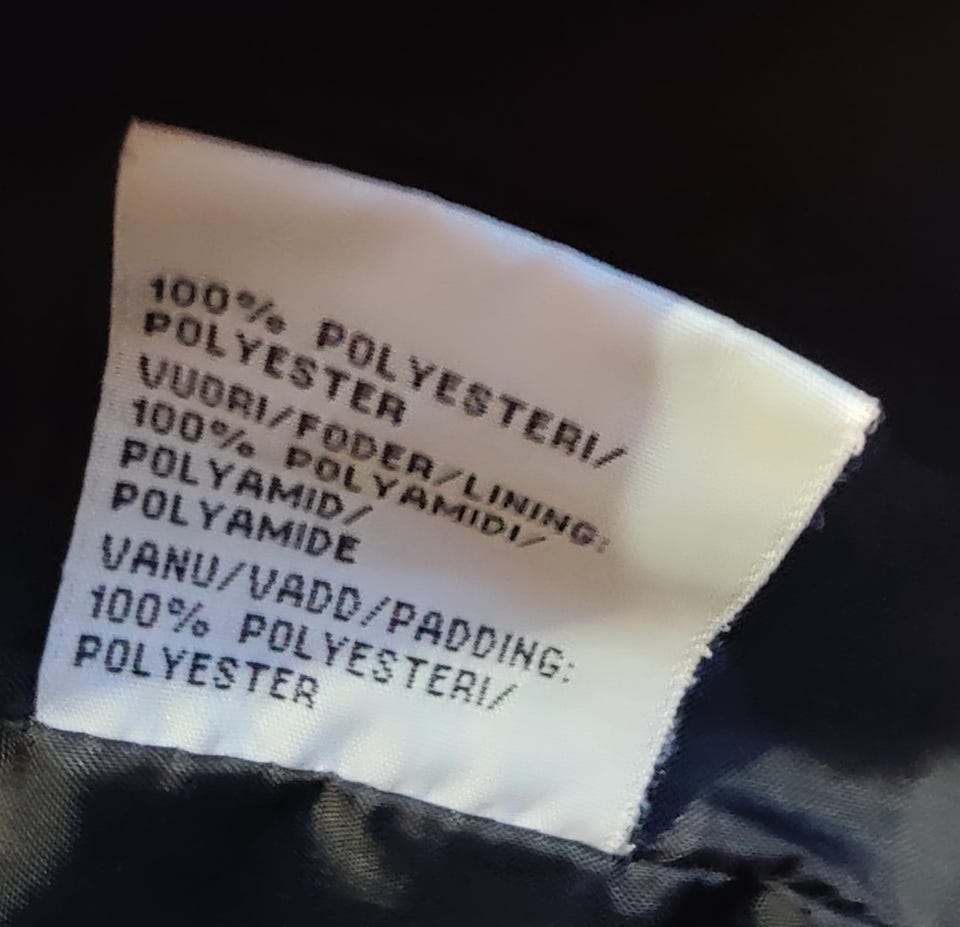 100% POLYESTERI/
POLYESTER
VUORI/FODER/LINING:
100% POLYAMIDI/
POLYAMID/
POLYAMIDE
VANU/VADD/PADDING:
100% POLYESTERI/
POLYESTER